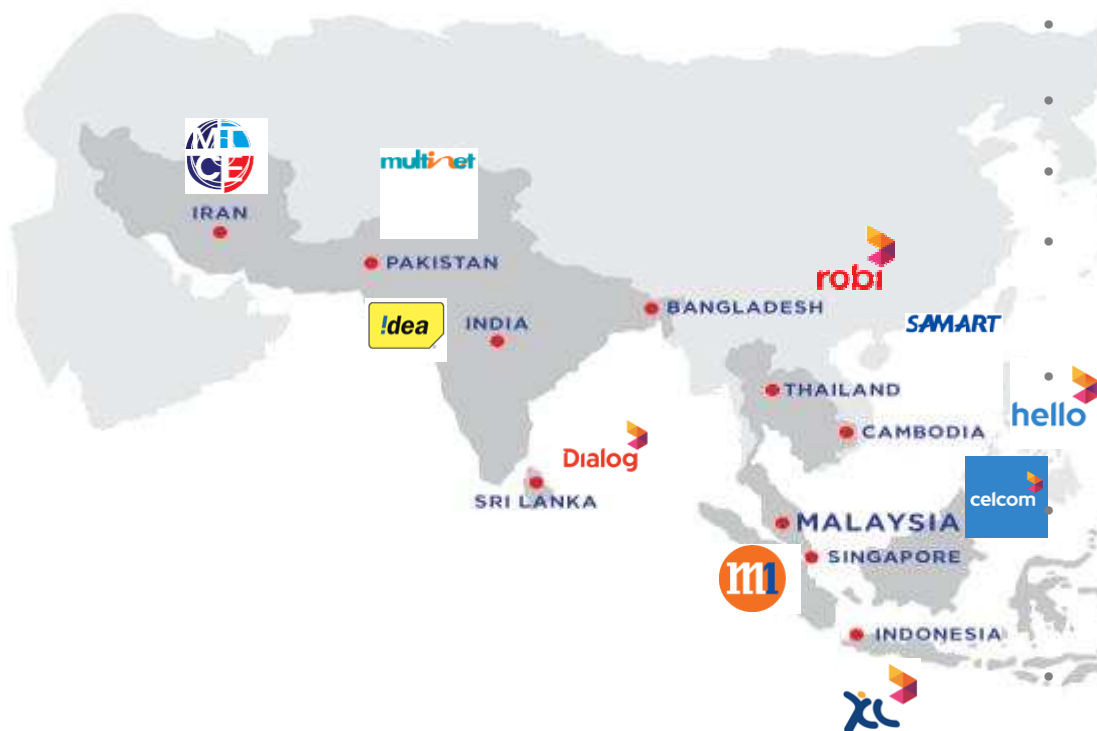 MTCE
IRAN
multinet
PAKISTAN
!dea
INDIA
robi
BANGLADESH
SAMART
THAILAND
hello
CAMBODIA
Dialog
SRI LANKA
celcom
MALAYSIA
m1
SINGAPORE
INDONESIA
XL